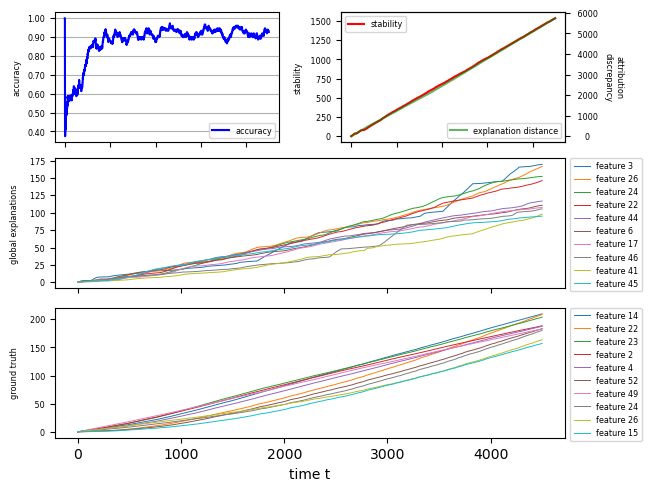 1.00
0.90
0.80
0.70
0.60
0.50
0.40
accuracy
accuracy
1500
1250
1000
750
500
250
0
stability
stability
explanation distance
6000
5000
4000
3000
2000
1000
0
attribution
discrepancy
175
150
125
100
75
50
25
0
global explanations
feature 3
feature 26
feature 24
feature 22
feature 44
feature 6
feature 17
feature 46
feature 41
feature 45
200
150
100
50
0
ground truth
feature 14
feature 22
feature 23
feature 2
feature 4
feature 52
feature 49
feature 24
feature 26
feature 15
0
1000
2000
3000
4000
time t